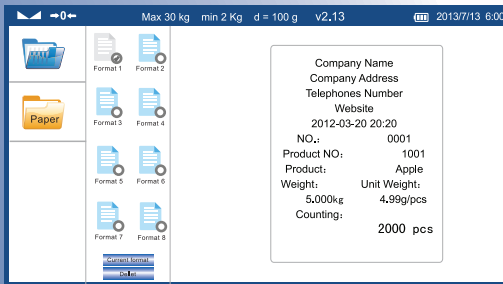 →0← Max 30 kg min 2 Kg d = 100 g v2.13 2013/7/13 6:00
Paper
Format 1 Format 2
Format 3 Format 4
Format 5 Format 6
Format 7 Format 8
Current format
Dellet
Company Name
Company Address
Telephones Number
Website
2012-03-20 20:20
NO.: 0001
Product NO: 1001
Product: Apple
Weight: Unit Weight:
5.000kg 4.99g/pcs
Counting:
2000 pcs